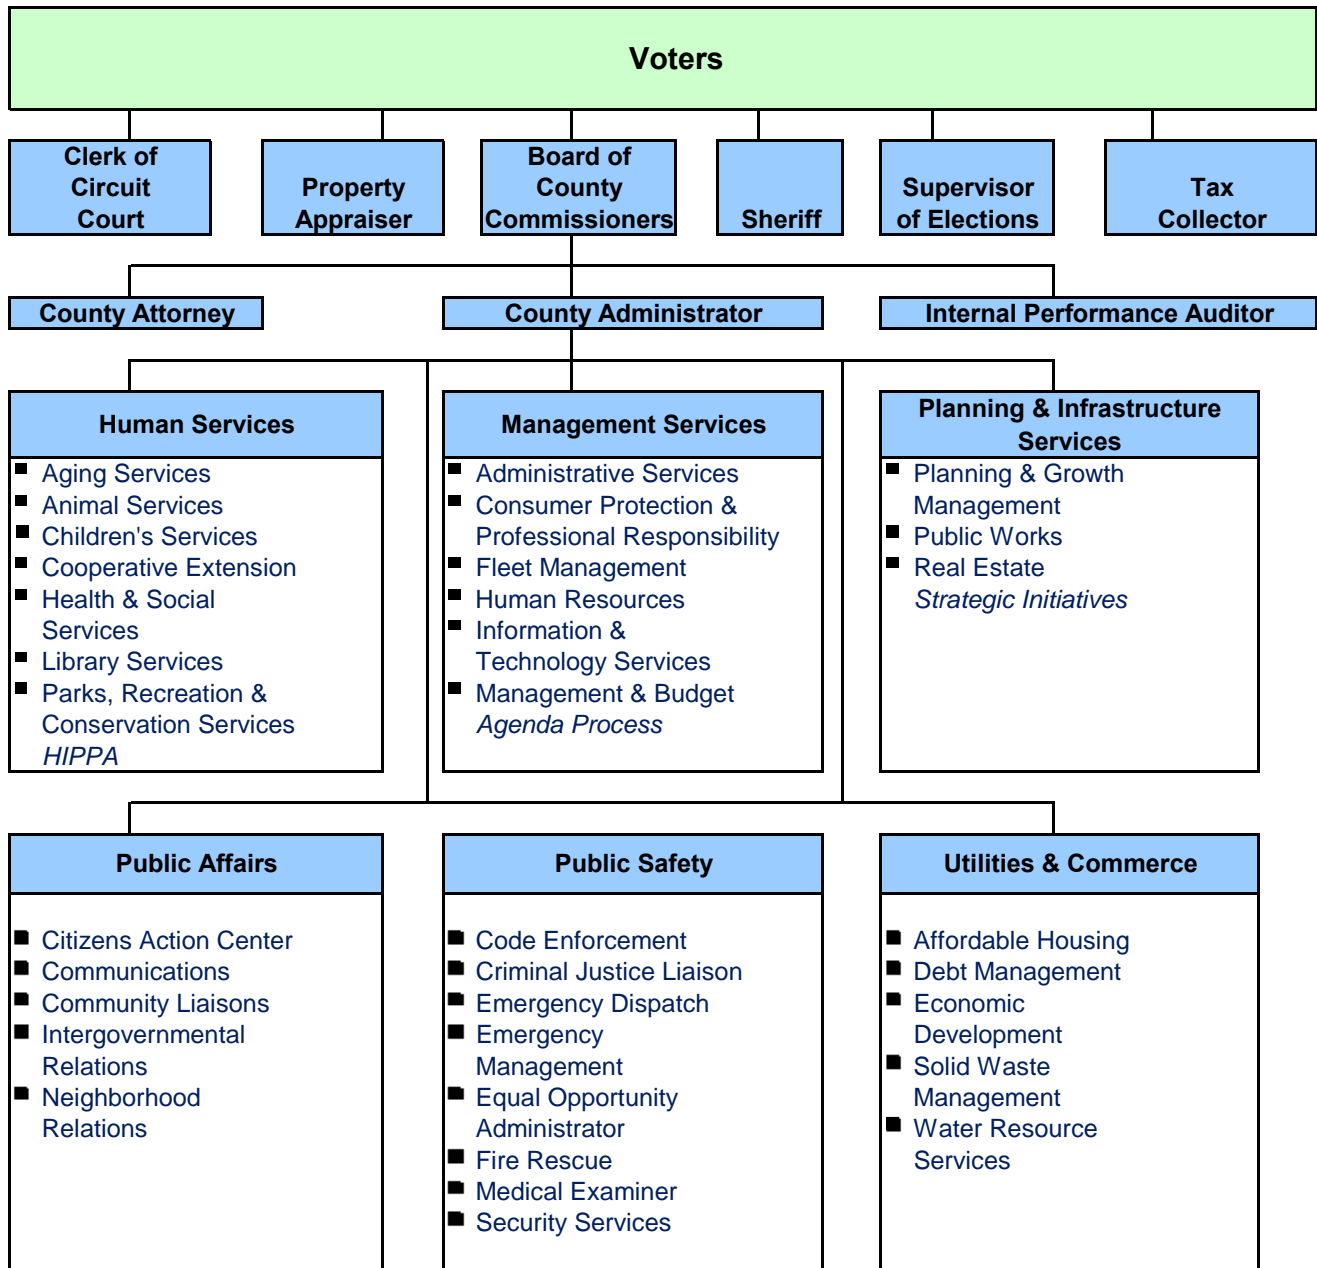 Voters
Clerk of
Circuit
Court
Property
Appraiser
Board of
County
Commissioners
Sheriff
Supervisor
of Elections
Tax
Collector
County Attorney
County Administrator
Internal Performance Auditor
Human Services
Aging Services
Animal Services
Children's Services
Cooperative Extension
Health & Social
Services
Library Services
Parks, Recreation &
Conservation Services
HIPPA
Management Services
Administrative Services
Consumer Protection &
Professional Responsibility
Fleet Management
Human Resources
Information &
Technology Services
Management & Budget
Agenda Process
Planning & Infrastructure
Services
Planning & Growth
Management
Public Works
Real Estate
Strategic Initiatives
Public Affairs
Citizens Action Center
Communications
Community Liaisons
Intergovernmental
Relations
Neighborhood
Relations
Public Safety
Code Enforcement
Criminal Justice Liaison
Emergency Dispatch
Emergency
Management
Equal Opportunity
Administrator
Fire Rescue
Medical Examiner
Security Services
Utilities & Commerce
Affordable Housing
Debt Management
Economic
Development
Solid Waste
Management
Water Resource
Services